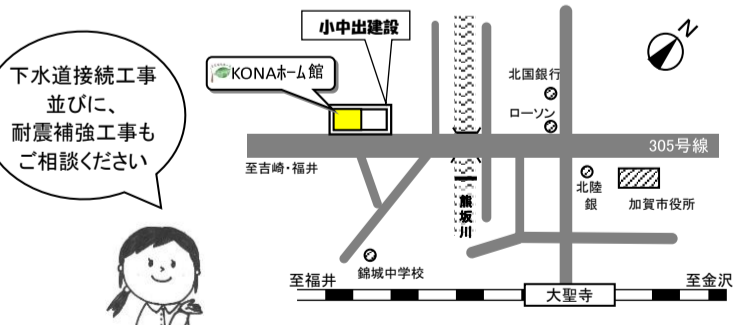 下水道接続工事
並びに、
耐震補強工事も
ご相談ください
小中出建設
KONAホーム館
N
北国銀行
ローソン
305号線
至吉崎・福井
熊坂川
北陸
銀
加賀市役所
錦城中学校
至福井
大聖寺
至金沢